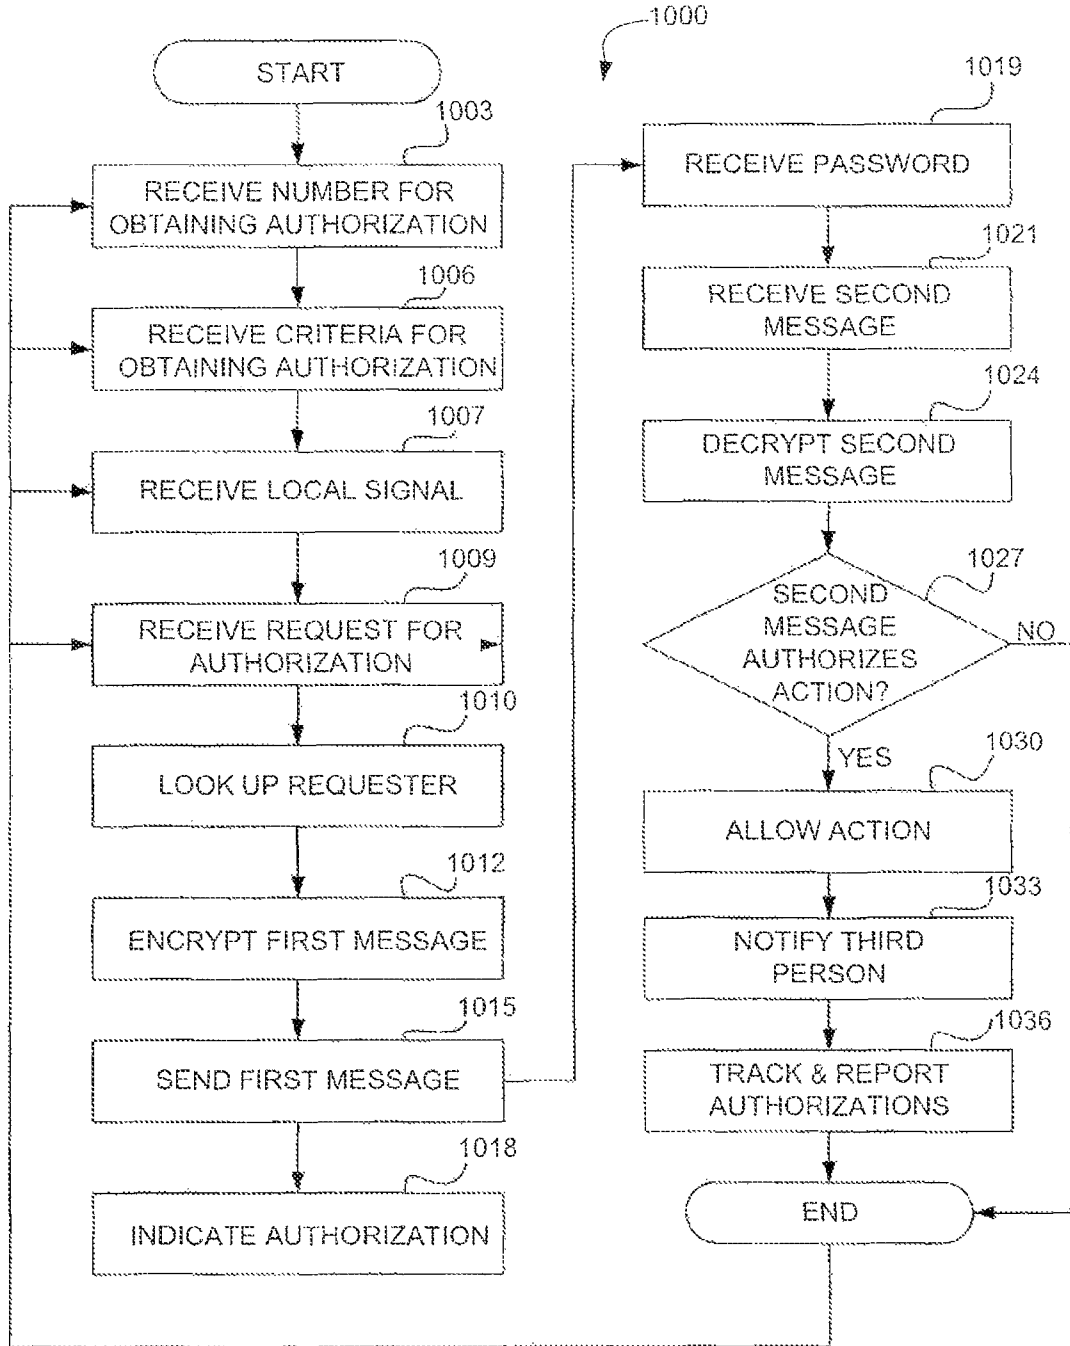 1000
START
1003
RECEIVE NUMBER FOR
OBTAINING AUTHORIZATION
1006
RECEIVE CRITERIA FOR
OBTAINING AUTHORIZATION
1007
RECEIVE LOCAL SIGNAL
1009
RECEIVE REQUEST FOR
AUTHORIZATION
1010
LOOK UP REQUESTER
1012
ENCRYPT FIRST MESSAGE
1015
SEND FIRST MESSAGE
1018
INDICATE AUTHORIZATION
1019
RECEIVE PASSWORD
1021
RECEIVE SECOND
MESSAGE
1024
DECRYPT SECOND
MESSAGE
1027
SECOND
MESSAGE
AUTHORIZES
ACTION?
NO
YES
1030
ALLOW ACTION
1033
NOTIFY THIRD
PERSON
1036
TRACK & REPORT
AUTHORIZATIONS
END